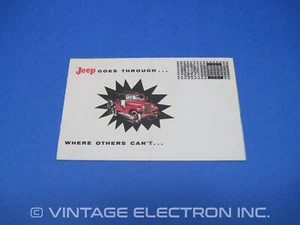 Jeep GOES THROUGH...
WHERE OTHERS CAN'T...
© VINTAGE ELECTRON INC.